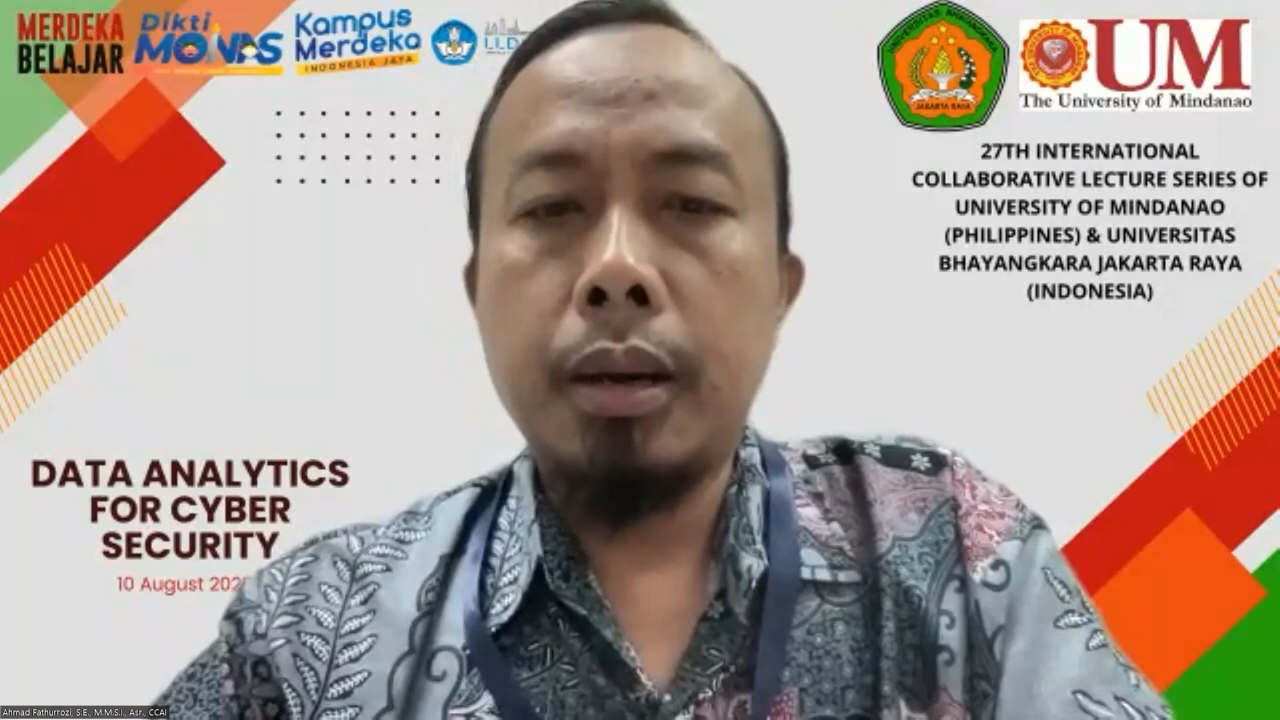 MERDEKA
BELAJAR
Dikti
MONAS
Kampus
Merdeka
INDONESIA JAYA
UNIVERSITAS BHAYANGKARA
JAKARTA RAYA
UM
The University of Mindanao
27TH INTERNATIONAL
COLLABORATIVE LECTURE SERIES OF
UNIVERSITY OF MINDANAO
(PHILIPPINES) & UNIVERSITAS
BHAYANGKARA JAKARTA RAYA
(INDONESIA)
DATA ANALYTICS
FOR CYBER
SECURITY
10 August
Ahmad Fathurrozi, S.E., M.M.S.I., Asr., CCAI